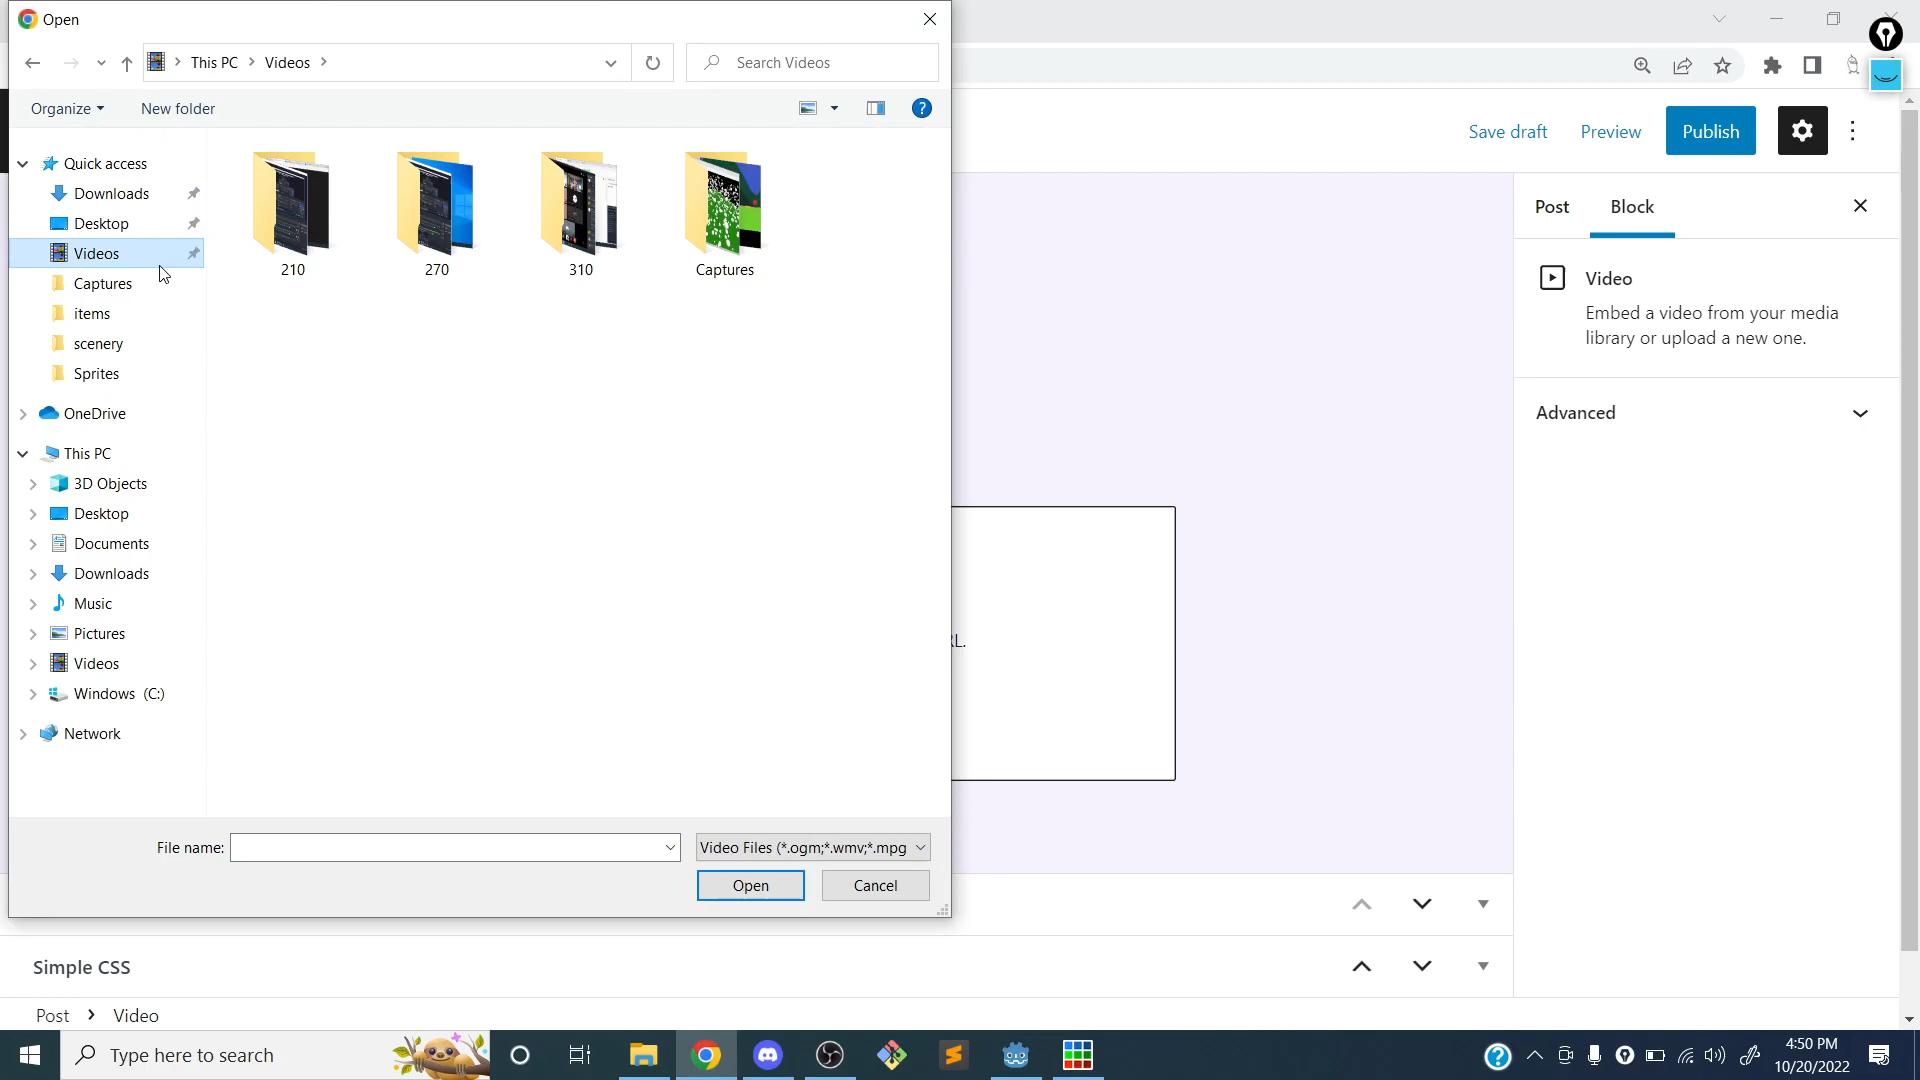 Open
This PC
Videos
Search Videos
Organize
New folder
Quick access
Downloads
Desktop
Videos
Captures
items
scenery
Sprites
OneDrive
This PC
3D Objects
Desktop
Documents
Downloads
Music
Pictures
Videos
Windows (C:)
Network
210
270
310
Captures
File name:
Video Files (*.ogm;*.wmv;*.mpg
Open
Cancel
Save draft
Preview
Publish
Post
Block
Video
Embed a video from your media
library or upload a new one.
Advanced
RL.
Simple CSS
Post
Video
Type here to search
4:50 PM
10/20/2022